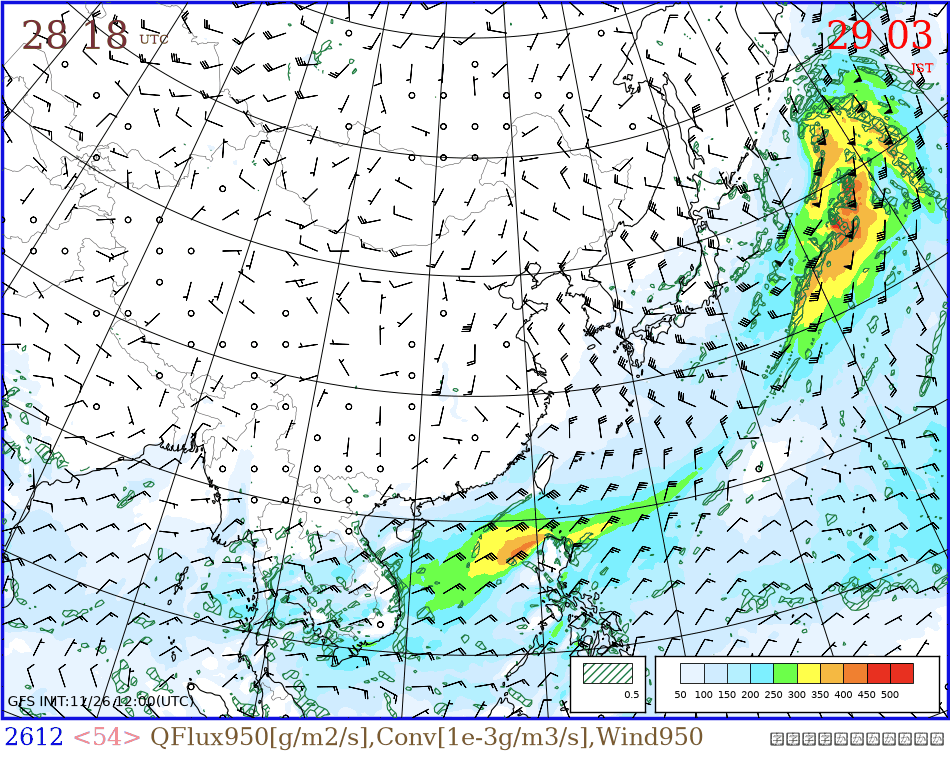 28 18 UTC
29 03
JST
0.5
50 100 150 200 250 300 350 400 450 500
GFS INIT:11/26/12:00(UTC)
2612 <54> QFlux950[g/m2/s],Conv[1e-3g/m3/s],Wind950